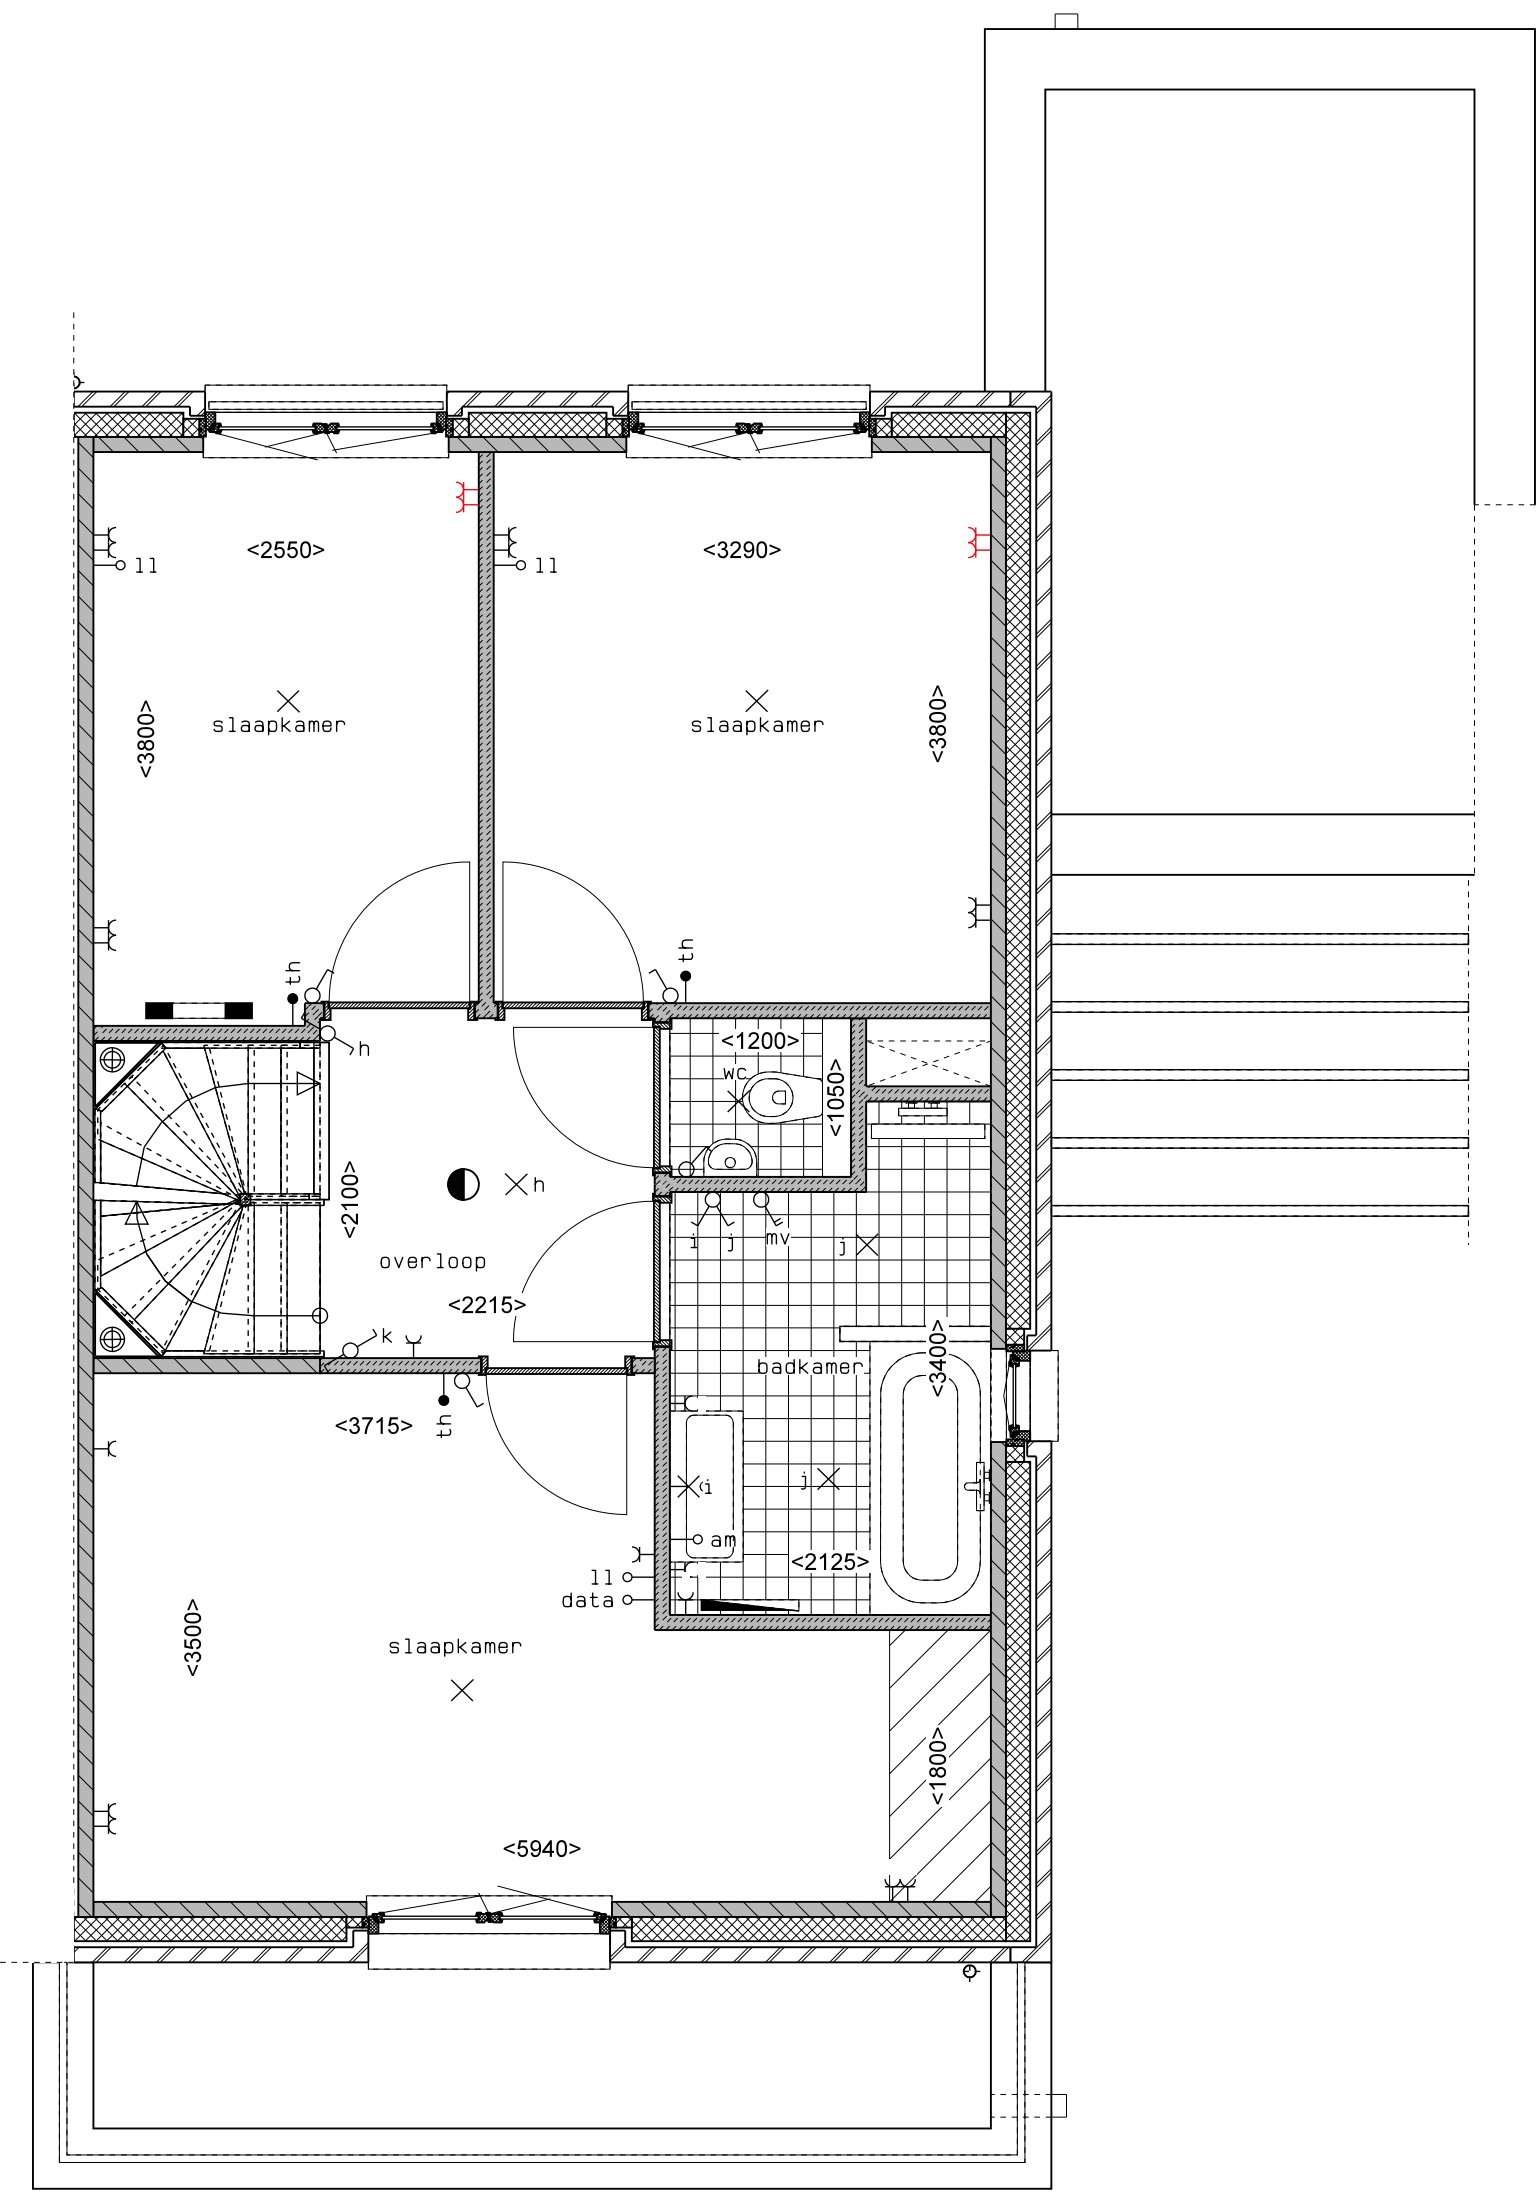 <2550>
<3290>
ll
ll
<3800>
slaapkamer
slaapkamer
<3800>
th
th
h
<1200>
wc
<1050>
<2100>
h
i
j
mv
j
overloop
<2215>
k
badkamer
<3400>
<3715>
th
i
j
am
<2125>
ll
data
<3500>
slaapkamer
<1800>
<5940>